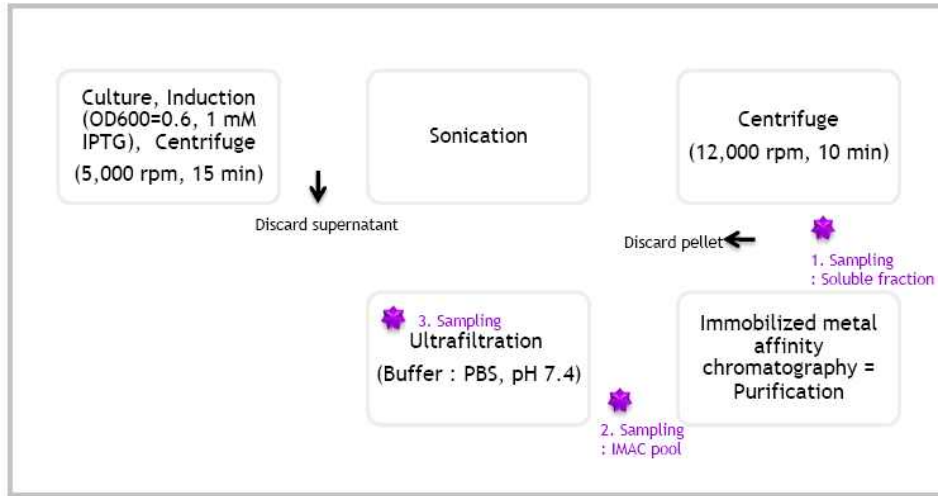 Culture, Induction
(OD600=0.6, 1 mM
IPTG), Centrifuge
(5,000 rpm, 15 min)
Sonication
Centrifuge
(12,000 rpm, 10 min)
Discard supernatant
Discard pellet
1. Sampling
: Soluble fraction
3. Sampling
Ultrafiltration
(Buffer : PBS, pH 7.4)
Immobilized metal
affinity
chromatography =
Purification
2. Sampling
: IMAC pool